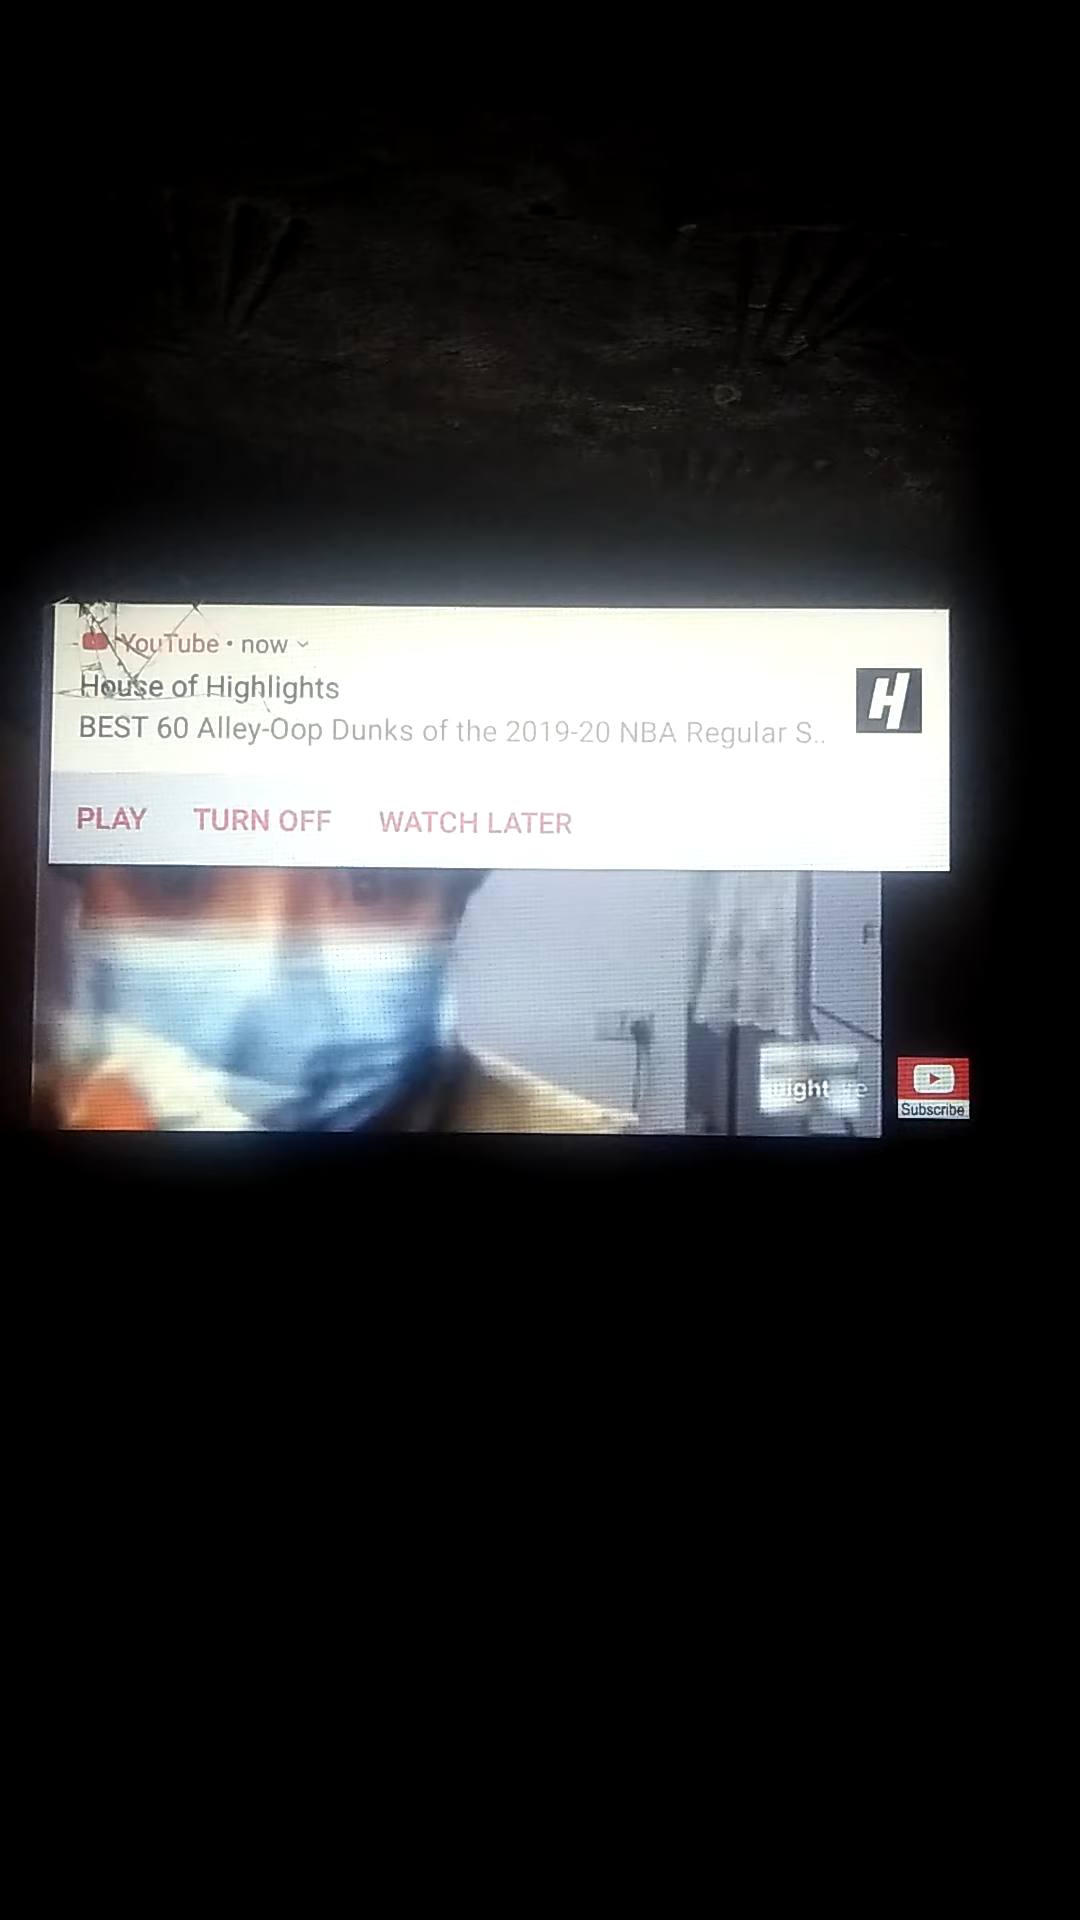 YouTube • now
House of Highlights
BEST 60 Alley-Oop Dunks of the 2019-20 NBA Regular S..
PLAY TURN OFF WATCH LATER
Subscribe